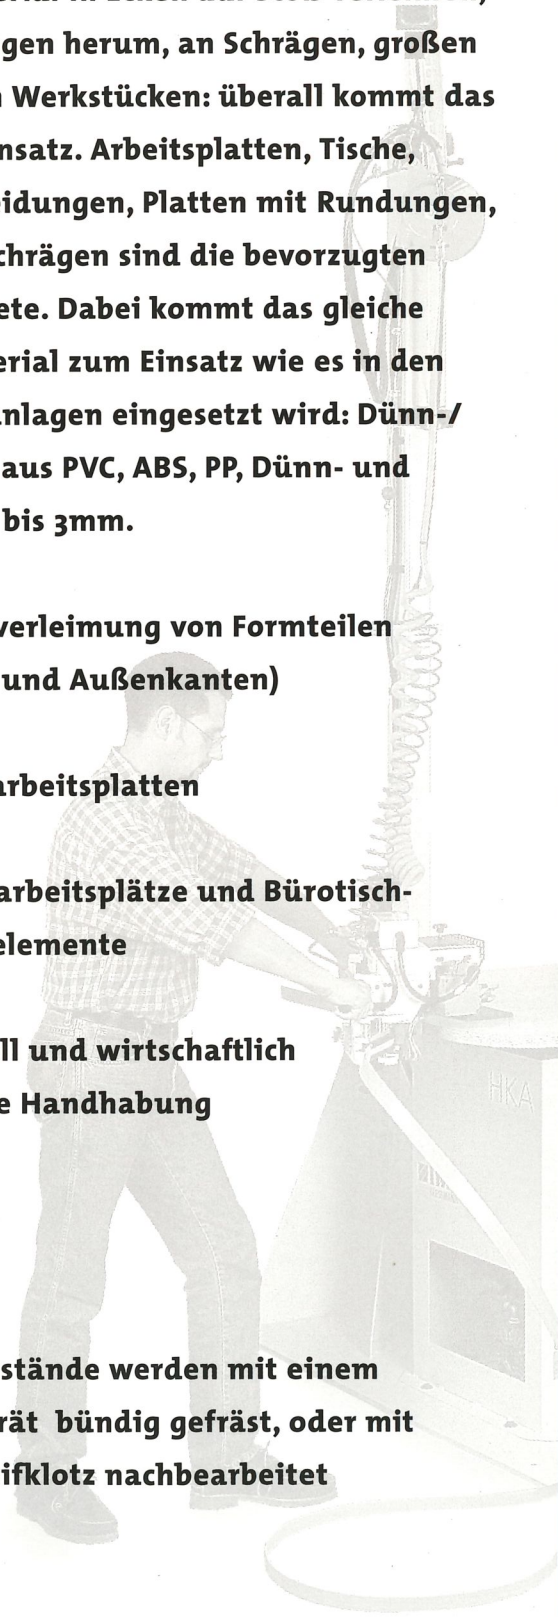 gen herum, an Schrägen, großen
Werkstücken: überall kommt das
nsatz. Arbeitsplatten, Tische,
idungen, Platten mit Rundungen,
chrägen sind die bevorzugten
ete. Dabei kommt das gleiche
erial zum Einsatz wie es in den
nlagen eingesetzt wird: Dünn-/
aus PVC, ABS, PP, Dünn- und
bis 3mm.
verleimung von Formteilen
und Außenkanten)
arbeitsplatten
arbeitsplätze und Bürotisch-
elemente
ll und wirtschaftlich
e Handhabung
HKA
stände werden mit einem
rät bündig gefräst, oder mit
ifklotz nachbearbeitet